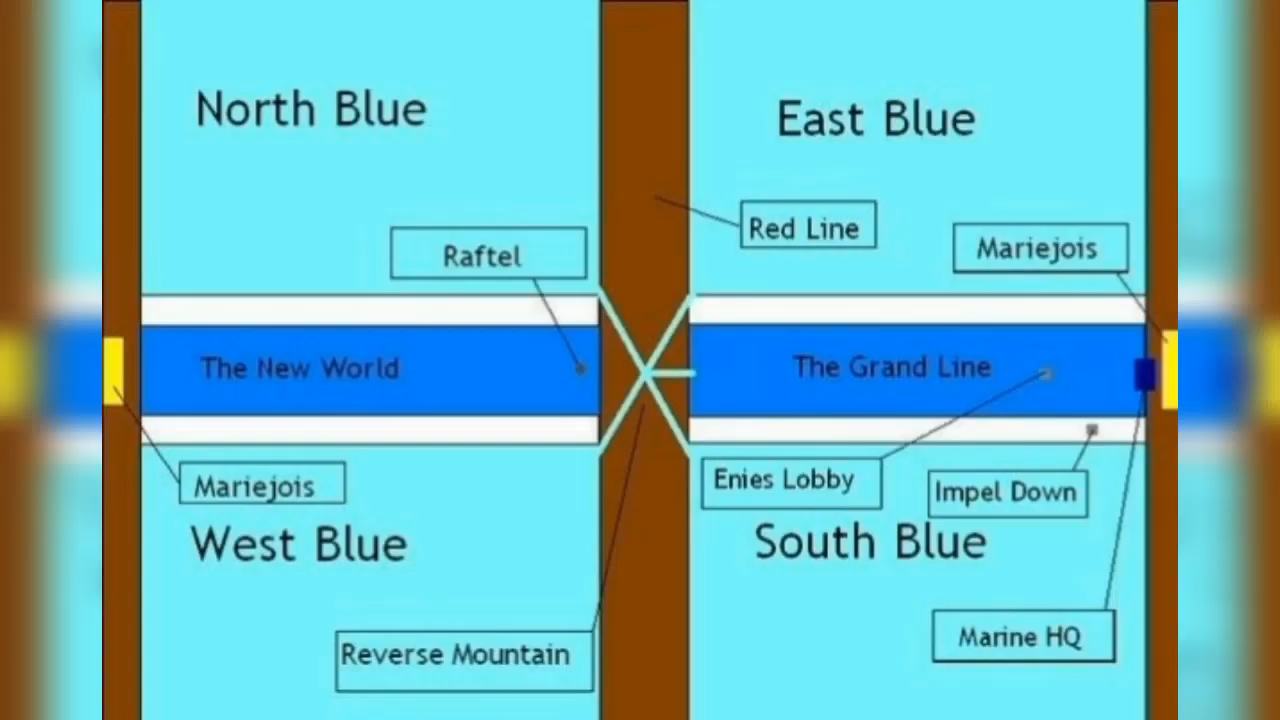 North Blue
East Blue
Red Line
Raftel
Mariejois
The New World
The Grand Line
Mariejois
Enies Lobby
Impel Down
West Blue
South Blue
Reverse Mountain
Marine HQ